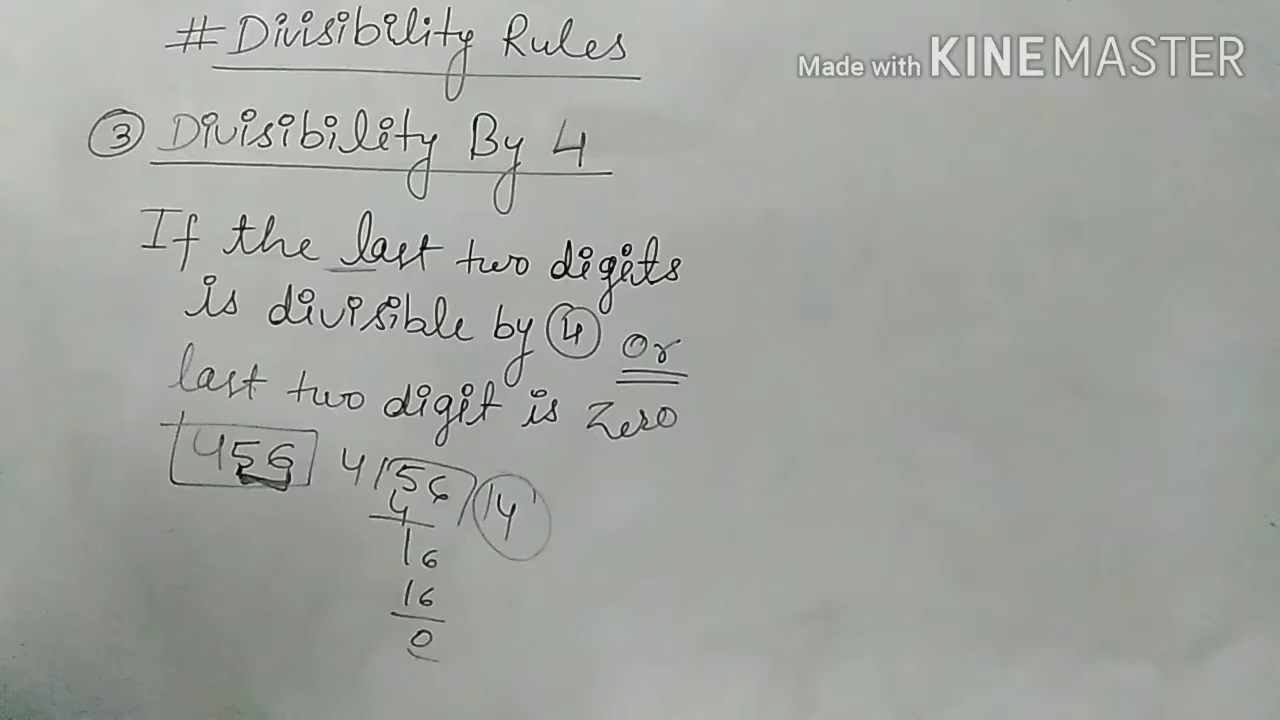 # Divisibility Rules
Made with KINEMASTER
③ Divisibility By 4
If the last two digits
is divisible by ④ or
last two digit is Zero
456 4)56(14
4
16
16
0